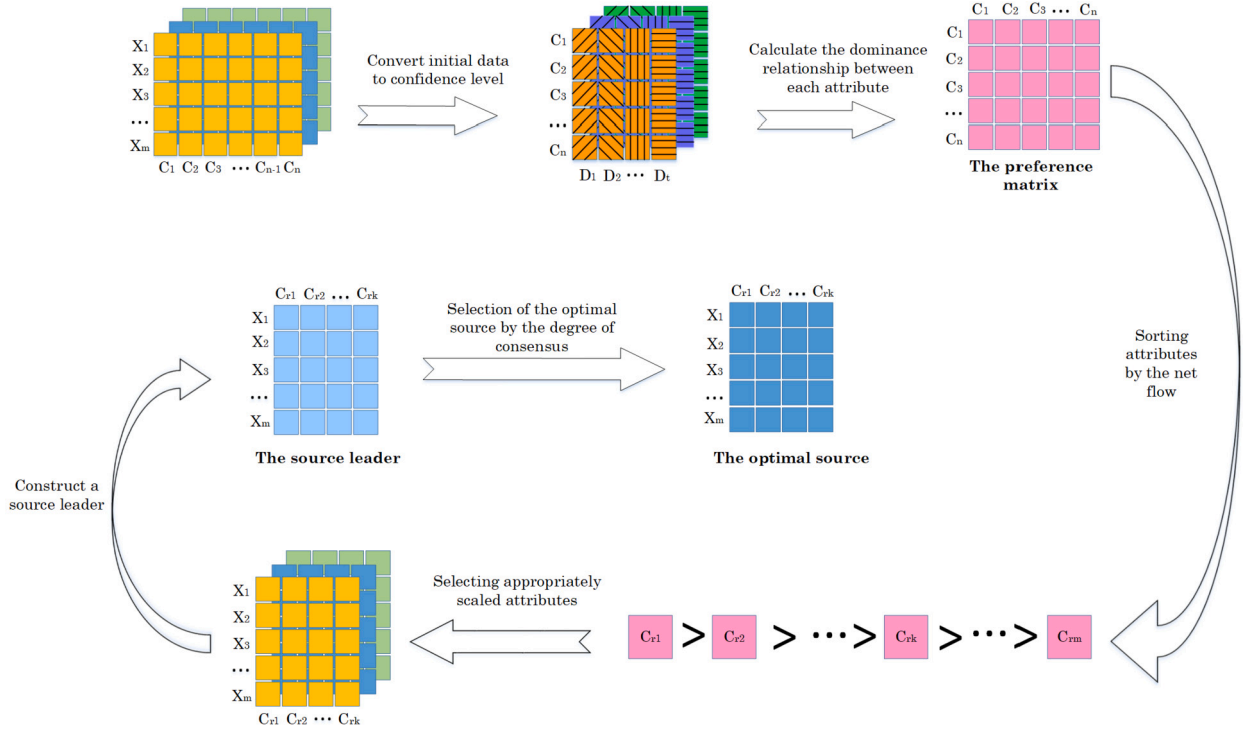 X1
X2
X3
...
Xm
C1 C2 C3 ... Cn-1 Cn
Convert initial data
to confidence level
C1
C2
C3
...
Cn
D1 D2 ... Dt
Calculate the dominance
relationship between
each attribute
C1 C2 C3 ... Cn
C1
C2
C3
...
Cn
The preference
matrix
Sorting
attributes
by the net
flow
Cr1 Cr2 ... Crk
X1
X2
X3
...
Xm
The source leader
Selection of the optimal
source by the degree of
consensus
Cr1 Cr2 ... Crk
X1
X2
X3
...
Xm
The optimal source
Construct a
source leader
X1
X2
X3
...
Xm
Cr1 Cr2 ... Crk
Selecting appropriately
scaled attributes
Cr1 > Cr2 > ... > Crk > ... > Crm